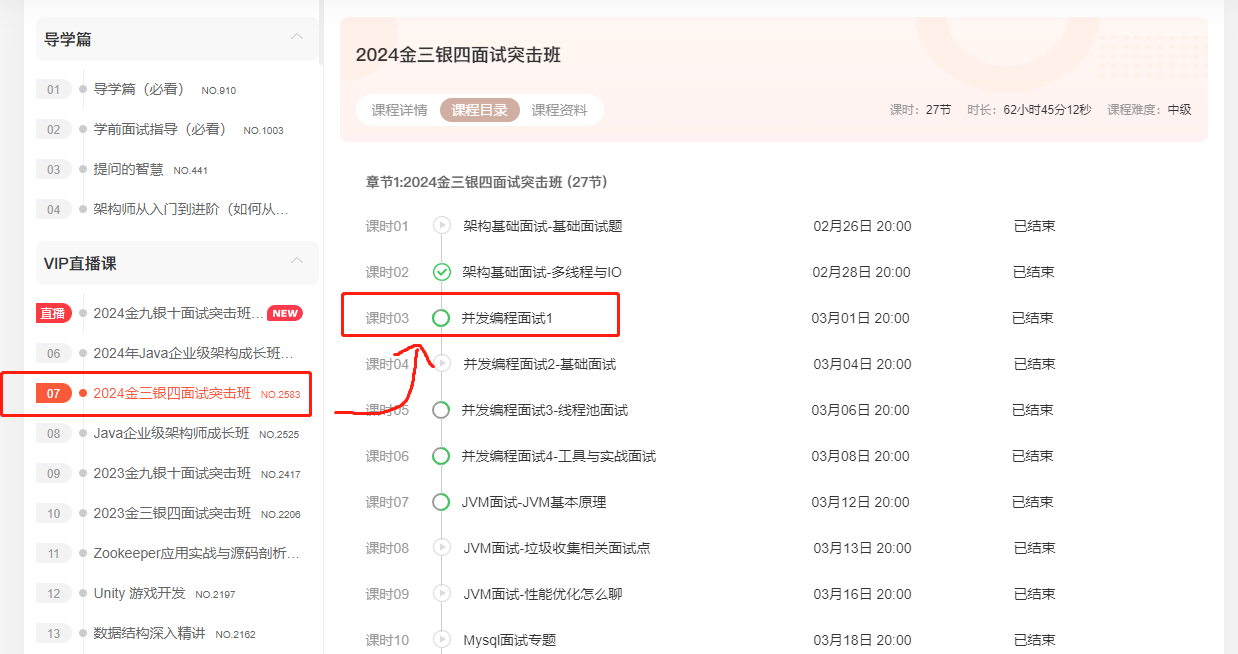 导学篇
01 导学篇（必看） NO.910
02 学前面试指导（必看） NO.1003
03 提问的智慧 NO.441
04 架构师从入门到进阶（如何从...
VIP直播课
直播 2024金九银十面试突击班... NEW
06 2024年Java企业级架构成长班...
07 2024金三银四面试突击班 NO.2583
08 Java企业级架构师成长班 NO.2525
09 2023金九银十面试突击班 NO.2417
10 2023金三银四面试突击班 NO.2206
11 Zookeeper应用实战与源码剖析...
12 Unity 游戏开发 NO.2197
13 数据结构深入精讲 NO.2162
2024金三银四面试突击班
课程详情 课程目录 课程资料 课时：27节 时长：62小时45分12秒 课程难度：中级
章节1:2024金三银四面试突击班 (27节)
课时01 架构基础面试-基础面试题 02月26日 20:00 已结束
课时02 架构基础面试-多线程与IO 02月28日 20:00 已结束
课时03 并发编程面试1 03月01日 20:00 已结束
课时04 并发编程面试2-基础面试 03月04日 20:00 已结束
课时05 并发编程面试3-线程池面试 03月06日 20:00 已结束
课时06 并发编程面试4-工具与实战面试 03月08日 20:00 已结束
课时07 JVM面试-JVM基本原理 03月12日 20:00 已结束
课时08 JVM面试-垃圾收集相关面试点 03月13日 20:00 已结束
课时09 JVM面试-性能优化怎么聊 03月16日 20:00 已结束
课时10 Mysql面试专题 03月18日 20:00 已结束